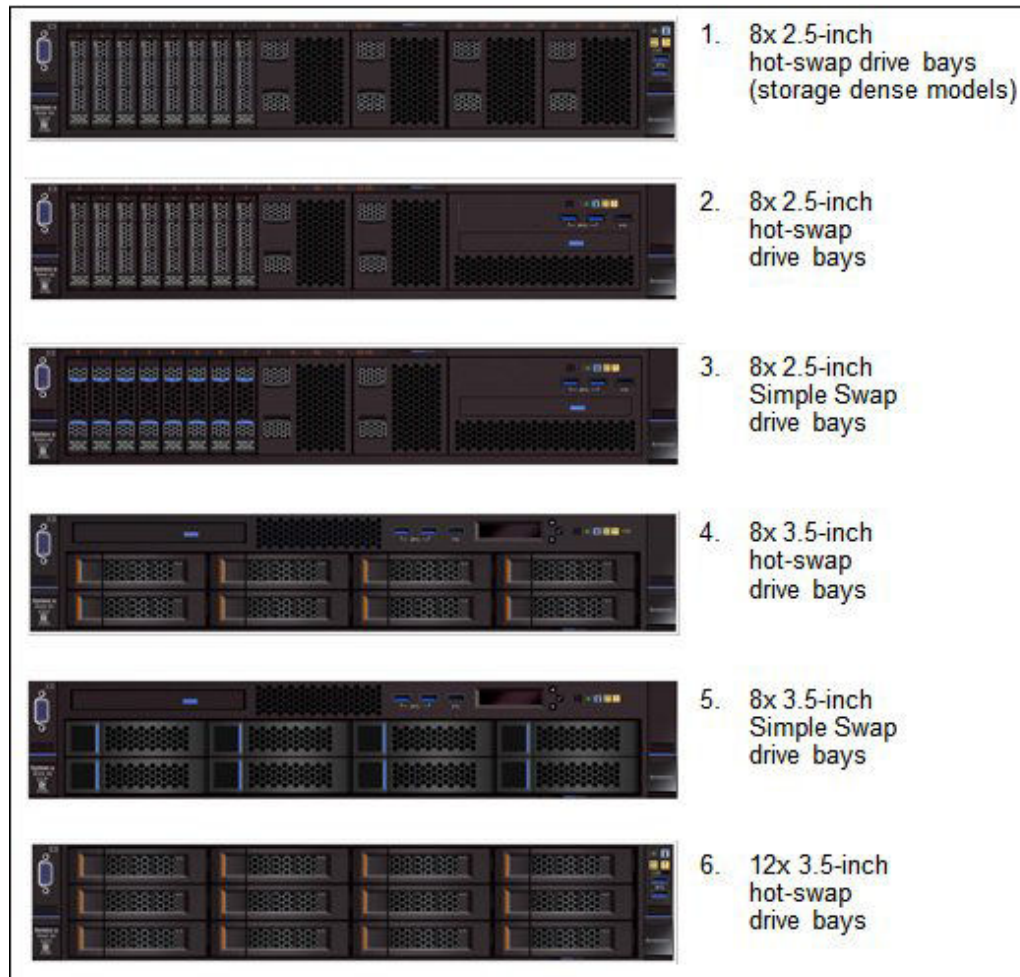 1. 8x 2.5-inch
hot-swap drive bays
(storage dense models)
2. 8x 2.5-inch
hot-swap
drive bays
3. 8x 2.5-inch
Simple Swap
drive bays
4. 8x 3.5-inch
hot-swap
drive bays
5. 8x 3.5-inch
Simple Swap
drive bays
6. 12x 3.5-inch
hot-swap
drive bays